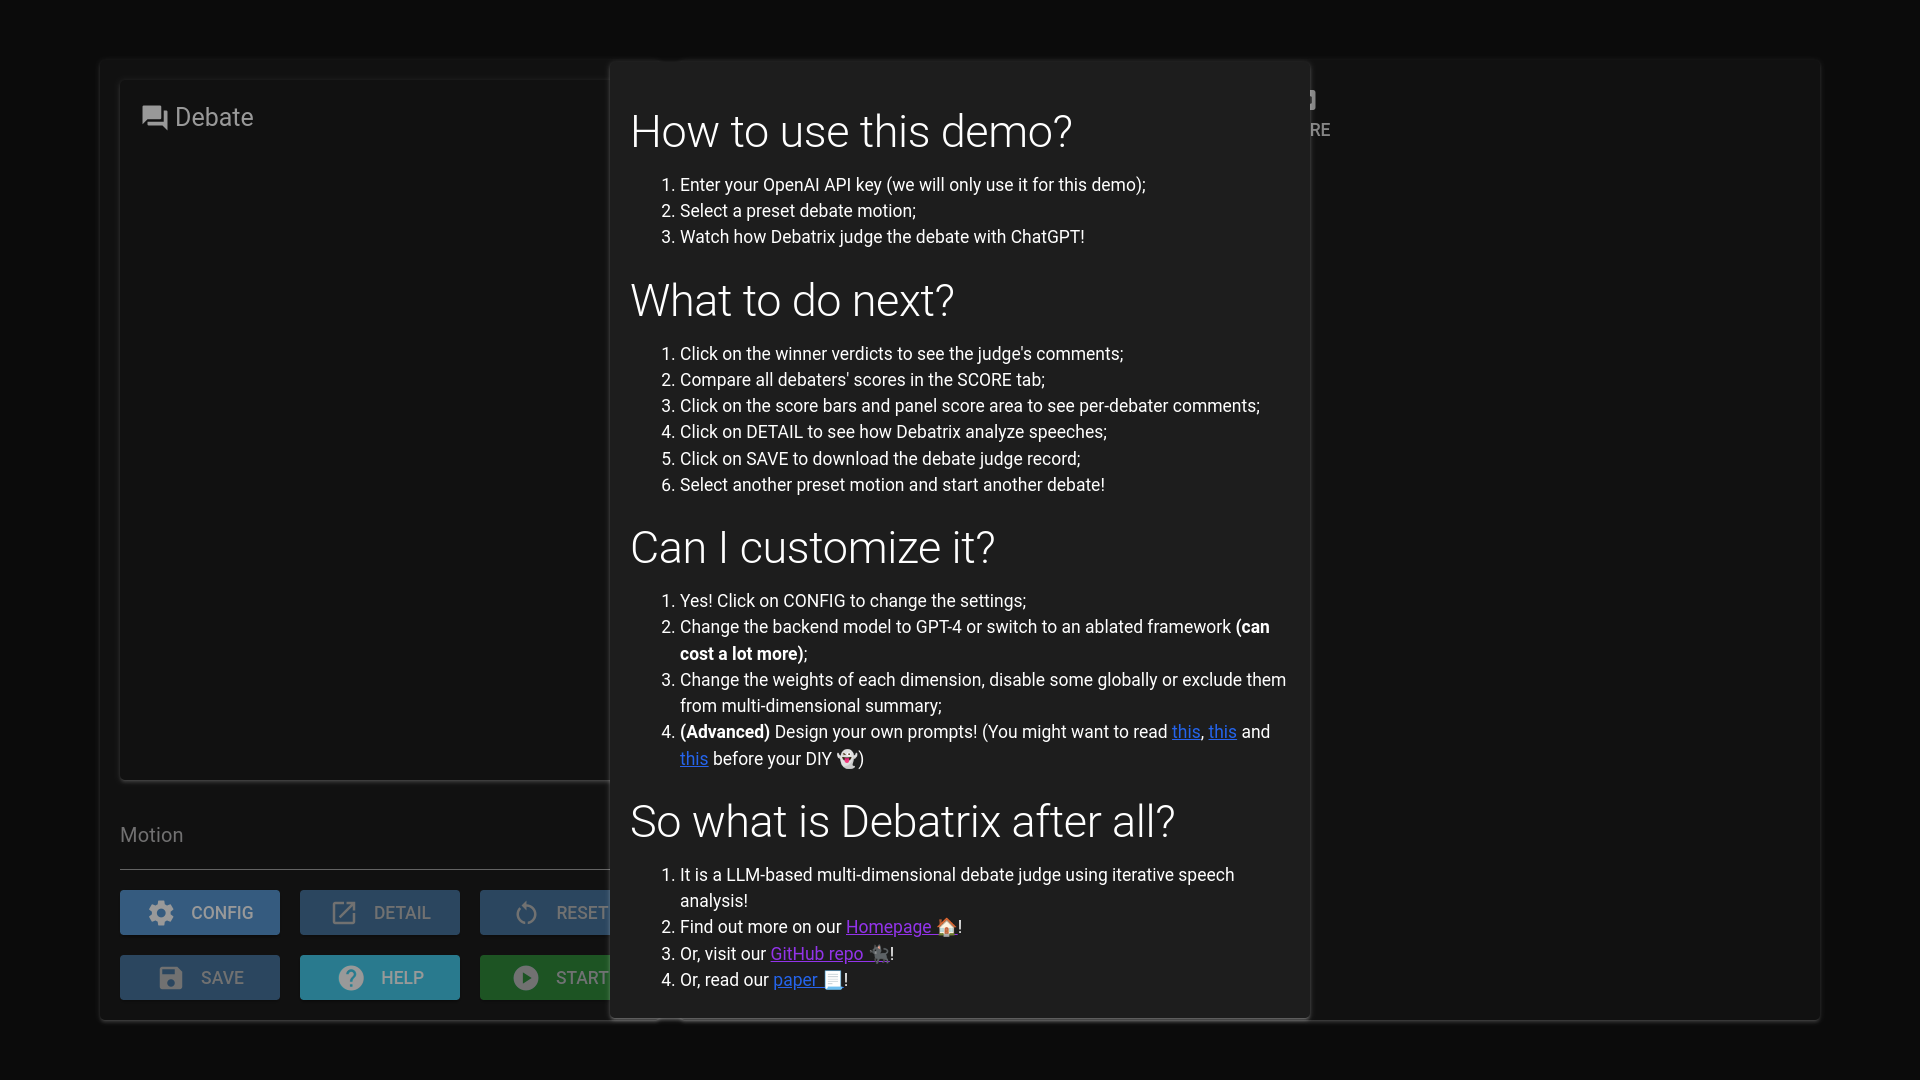 Debate
How to use this demo?
1. Enter your OpenAI API key (we will only use it for this demo);
2. Select a preset debate motion;
3. Watch how Debatrix judge the debate with ChatGPT!
What to do next?
1. Click on the winner verdicts to see the judge's comments;
2. Compare all debaters' scores in the SCORE tab;
3. Click on the score bars and panel score area to see per-debater comments;
4. Click on DETAIL to see how Debatrix analyze speeches;
5. Click on SAVE to download the debate judge record;
6. Select another preset motion and start another debate!
Can I customize it?
1. Yes! Click on CONFIG to change the settings;
2. Change the backend model to GPT-4 or switch to an ablated framework (can
cost a lot more);
3. Change the weights of each dimension, disable some globally or exclude them
from multi-dimensional summary;
4. (Advanced) Design your own prompts! (You might want to read this, this and
this before your DIY 👻)
So what is Debatrix after all?
1. It is a LLM-based multi-dimensional debate judge using iterative speech
analysis!
2. Find out more on our Homepage 🏠!
3. Or, visit our GitHub repo 🐈‍⬛!
4. Or, read our paper 📃!
RE
Motion
CONFIG
DETAIL
RESET
SAVE
HELP
START